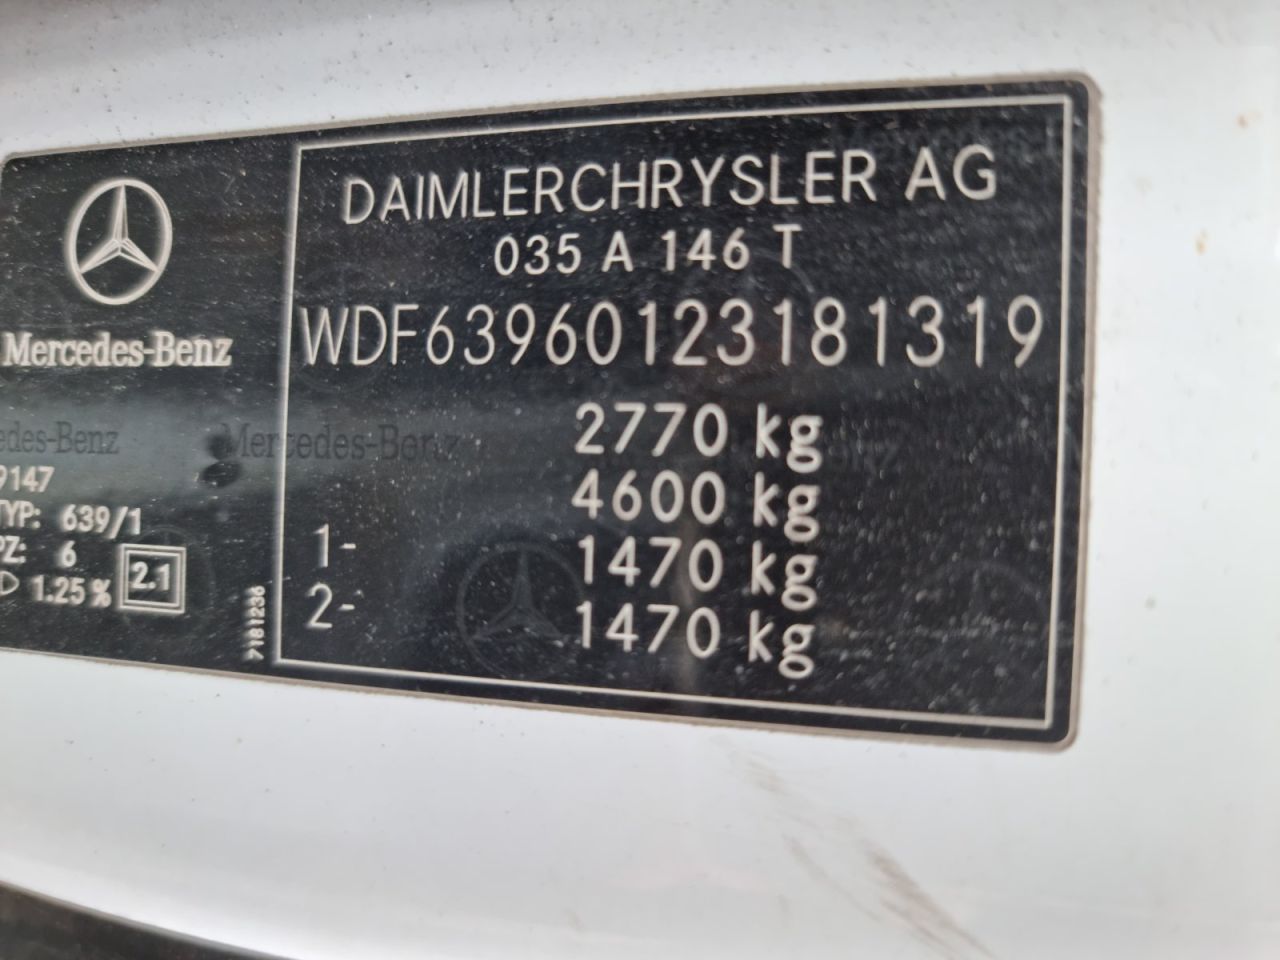 Mercedes-Benz
9147
TYP: 639/1
PZ: 6
1.25 % 2.1
7181236
DAIMLERCHRYSLER AG
035 A 146 T
WDF63960123181319
2770 kg
4600 kg
1- 1470 kg
2- 1470 kg